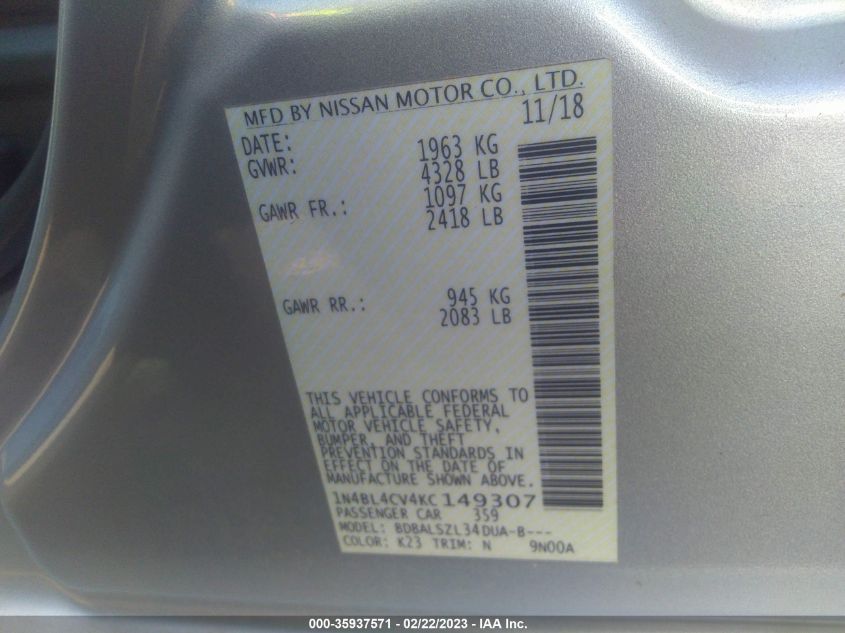 MFD BY NISSAN MOTOR CO., LTD.
DATE: 11/18
GVWR: 1963 KG
4328 LB
GAWR FR.: 1097 KG
2418 LB
GAWR RR.: 945 KG
2083 LB
THIS VEHICLE CONFORMS TO
ALL APPLICABLE FEDERAL
MOTOR VEHICLE SAFETY,
BUMPER, AND THEFT
PREVENTION STANDARDS IN
EFFECT ON THE DATE OF
MANUFACTURE SHOWN ABOVE.
1N4BL4CV4KC149307
PASSENGER CAR 359
MODEL: BDBALSZL34DUA-B---
COLOR: K23 TRIM: N 9N00A
000-35937571 / 02/22/2023 - IAA Inc.